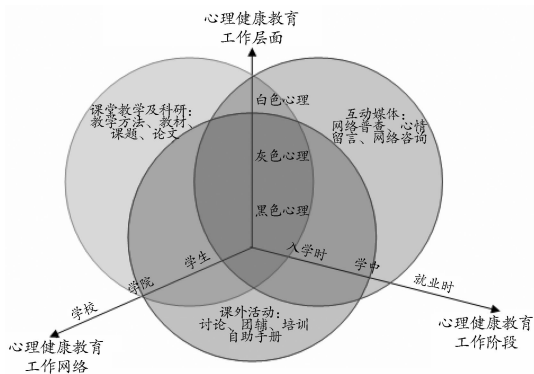 心理健康教育
工作层面
课堂教学及科研:
教学方法、教材、
课题、论文
白色心理
互动媒体:
网络普查、心情
留言、网络咨询
灰色心理
黑色心理
学生
入学时
学院
学中
学校
就业时
课外活动:
讨论、团辅、培训
自助手册
心理健康教育
工作网络
心理健康教育
工作阶段